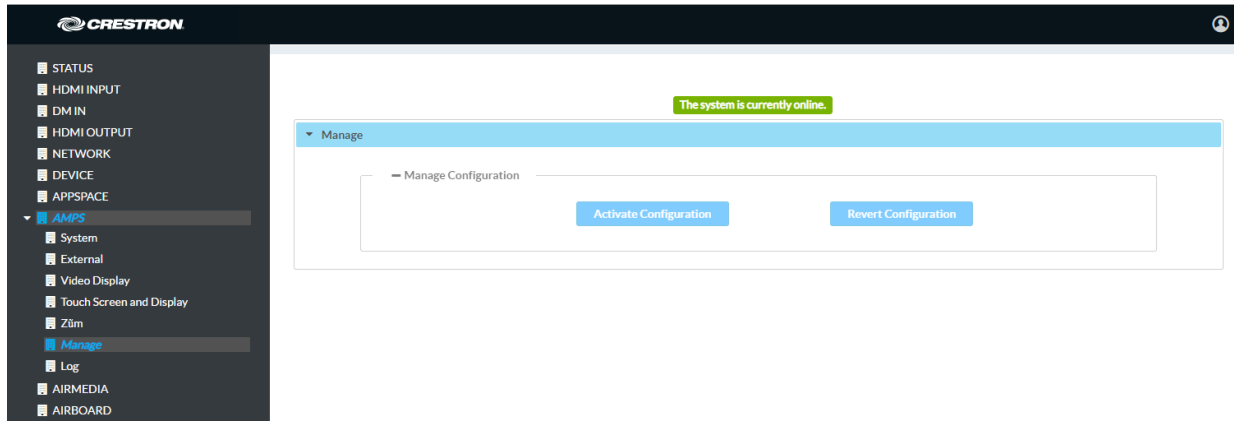 CRESTRON
STATUS
HDMI INPUT
DM IN
HDMI OUTPUT
NETWORK
DEVICE
APPSPACE
AMPS
System
External
Video Display
Touch Screen and Display
Zūm
Manage
Log
AIRMEDIA
AIRBOARD
The system is currently online.
Manage
Manage Configuration
Activate Configuration
Revert Configuration